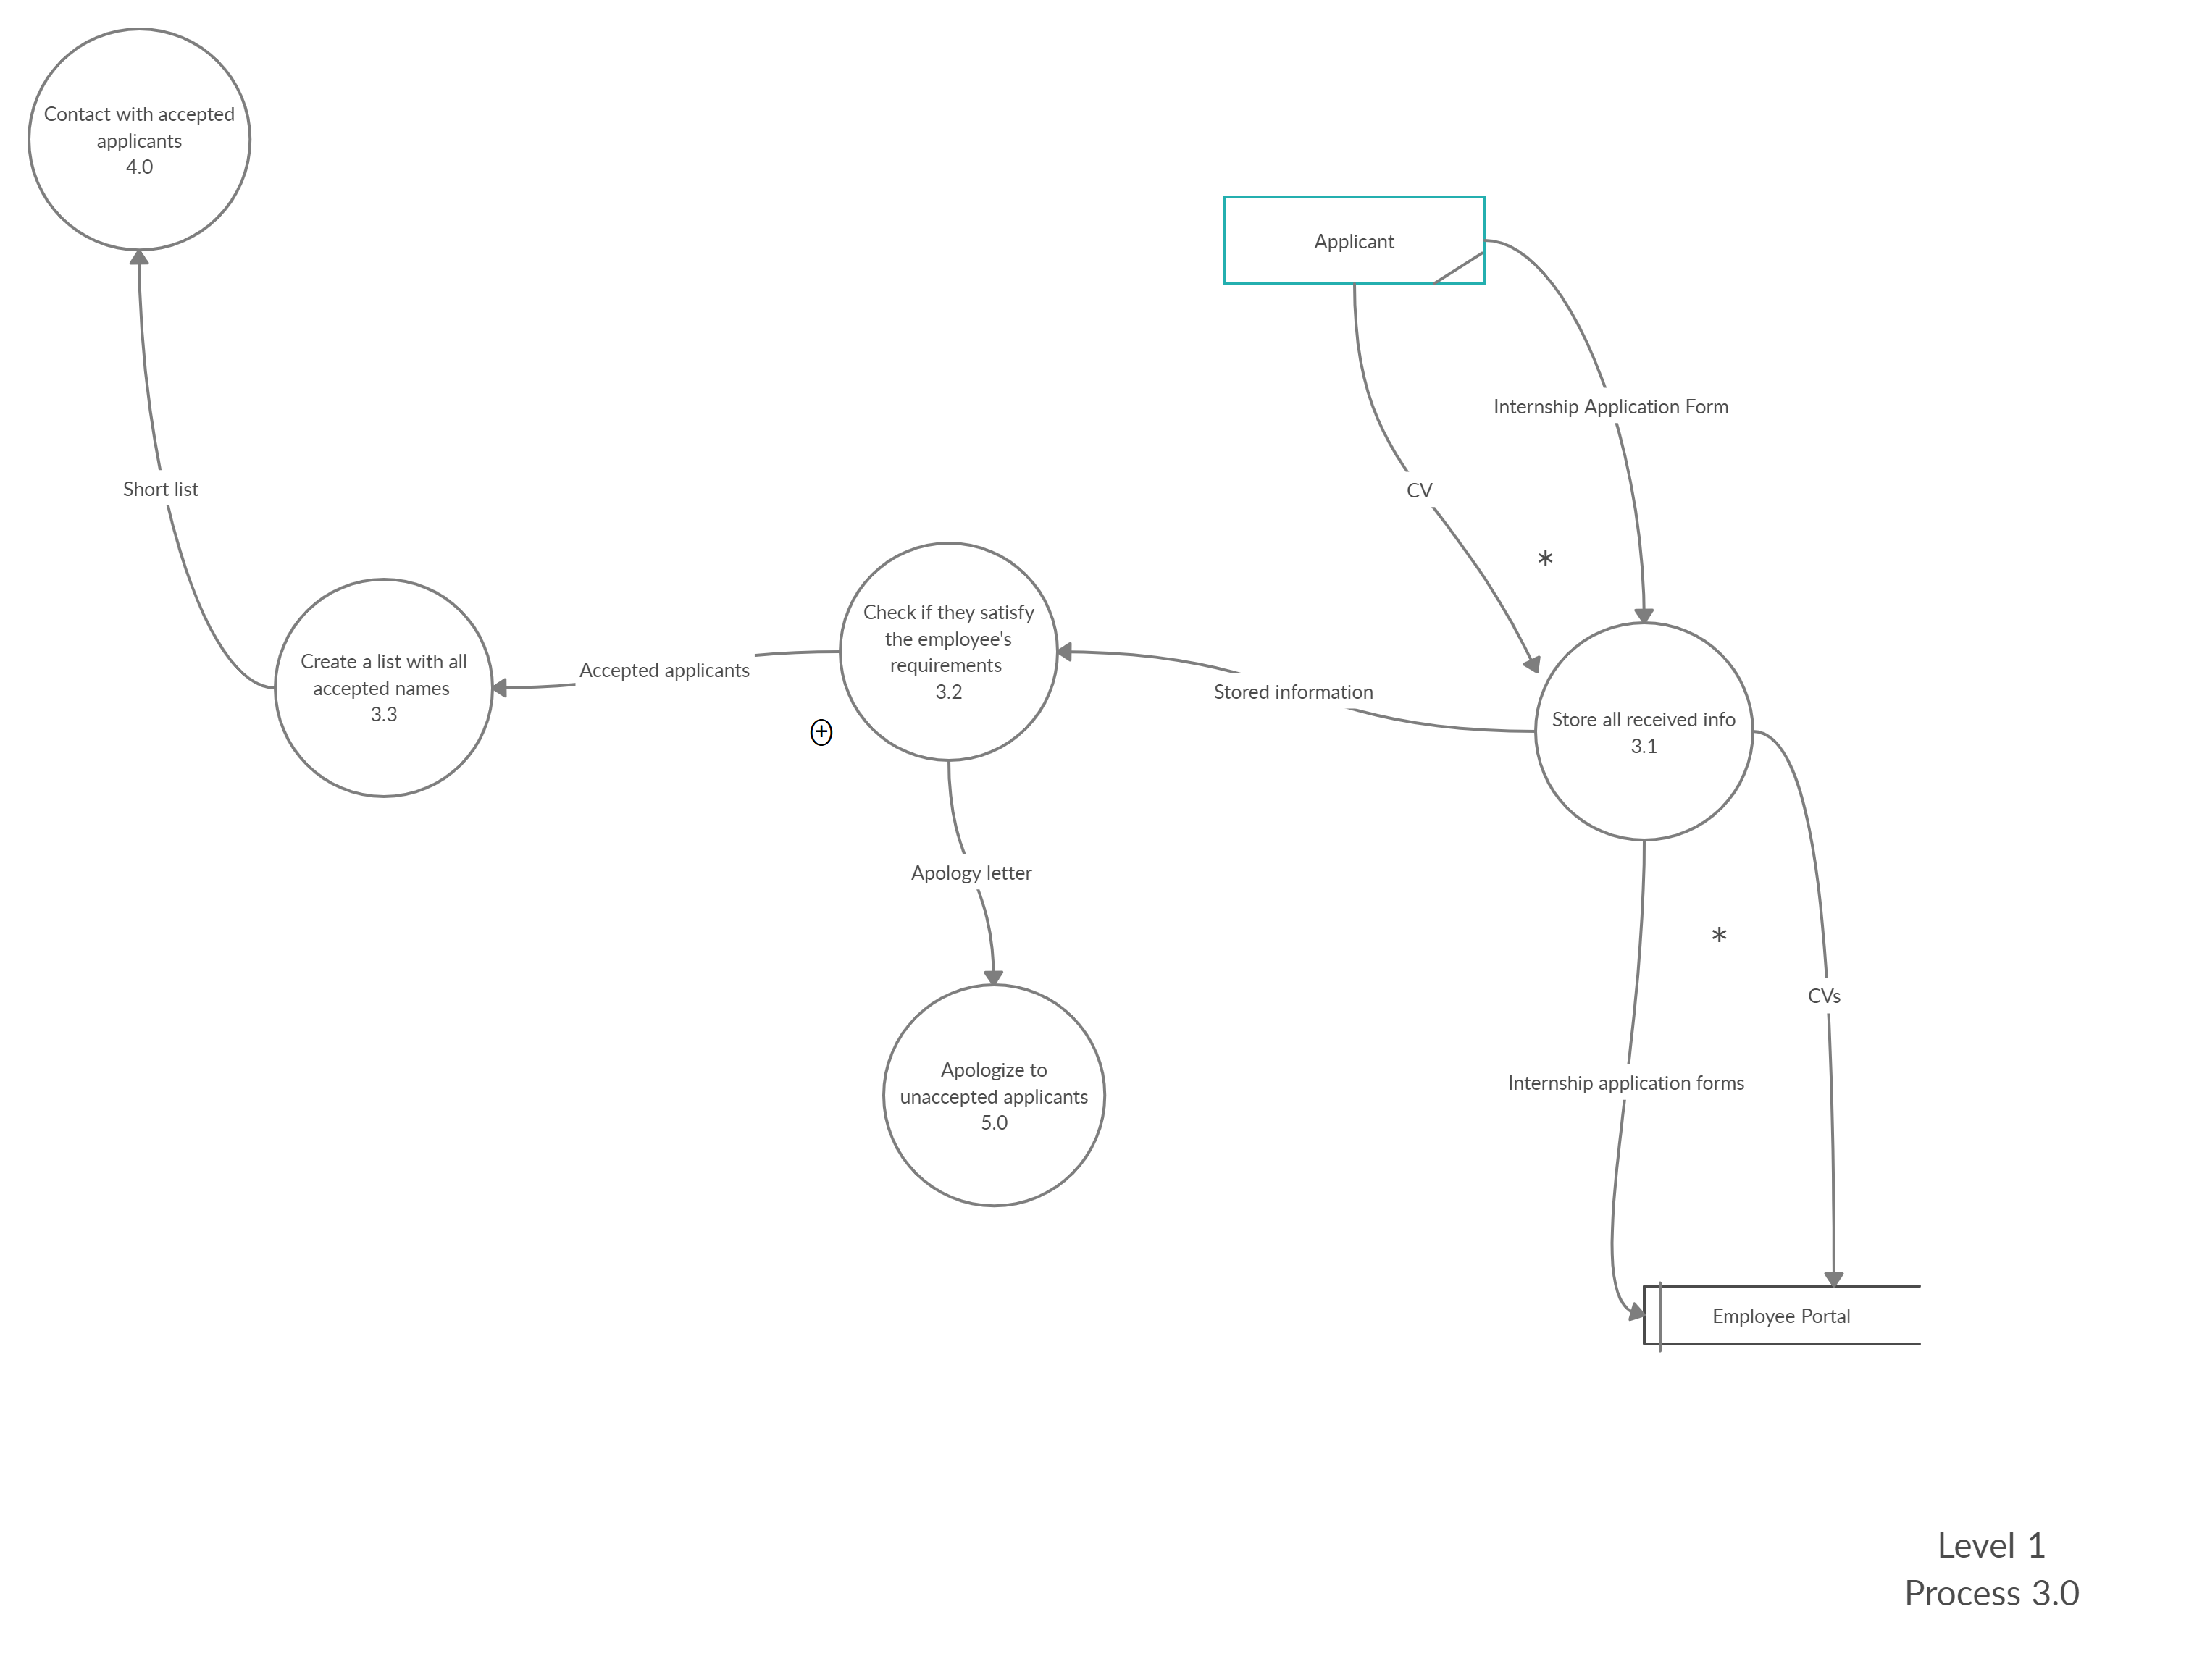 Contact with accepted
applicants
4.0
Applicant
Internship Application Form
Short list
CV
*
Check if they satisfy
the employee's
requirements
3.2
Create a list with all
accepted names
3.3
Accepted applicants
Stored information
Store all received info
3.1
+
Apology letter
*
CVs
Apologize to
unaccepted applicants
5.0
Internship application forms
Employee Portal
Level 1
Process 3.0